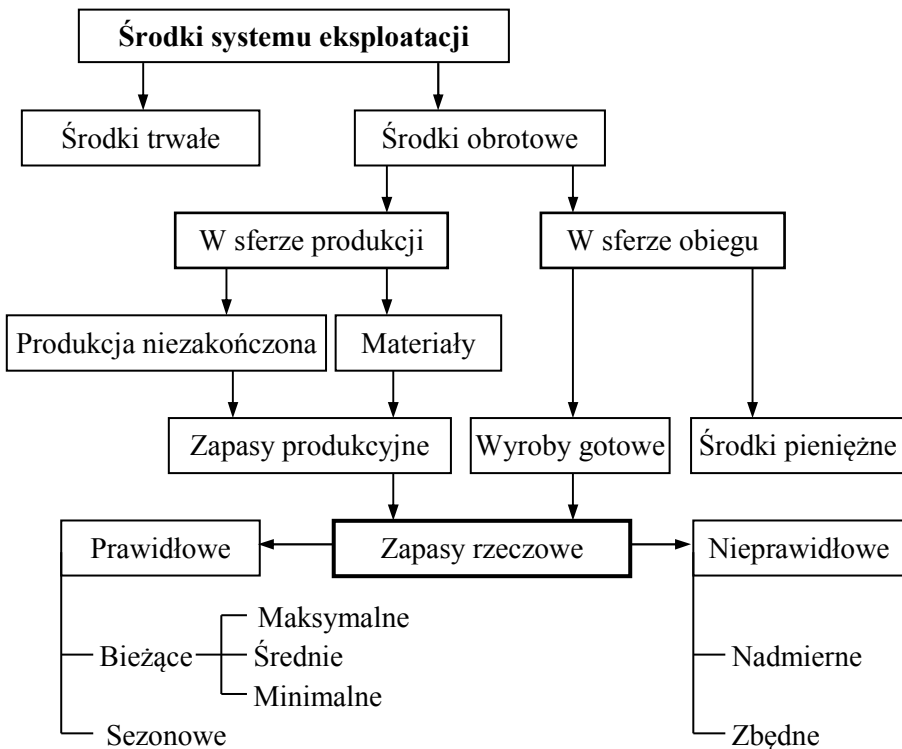 Środki systemu eksploatacji
Środki trwałe
Środki obrotowe
W sferze produkcji
W sferze obiegu
Produkcja niezakończona
Materiały
Zapasy produkcyjne
Wyroby gotowe
Środki pieniężne
Prawidłowe
Zapasy rzeczowe
Nieprawidłowe
Maksymalne
Bieżące
Średnie
Nadmierne
Minimalne
Sezonowe
Zbędne